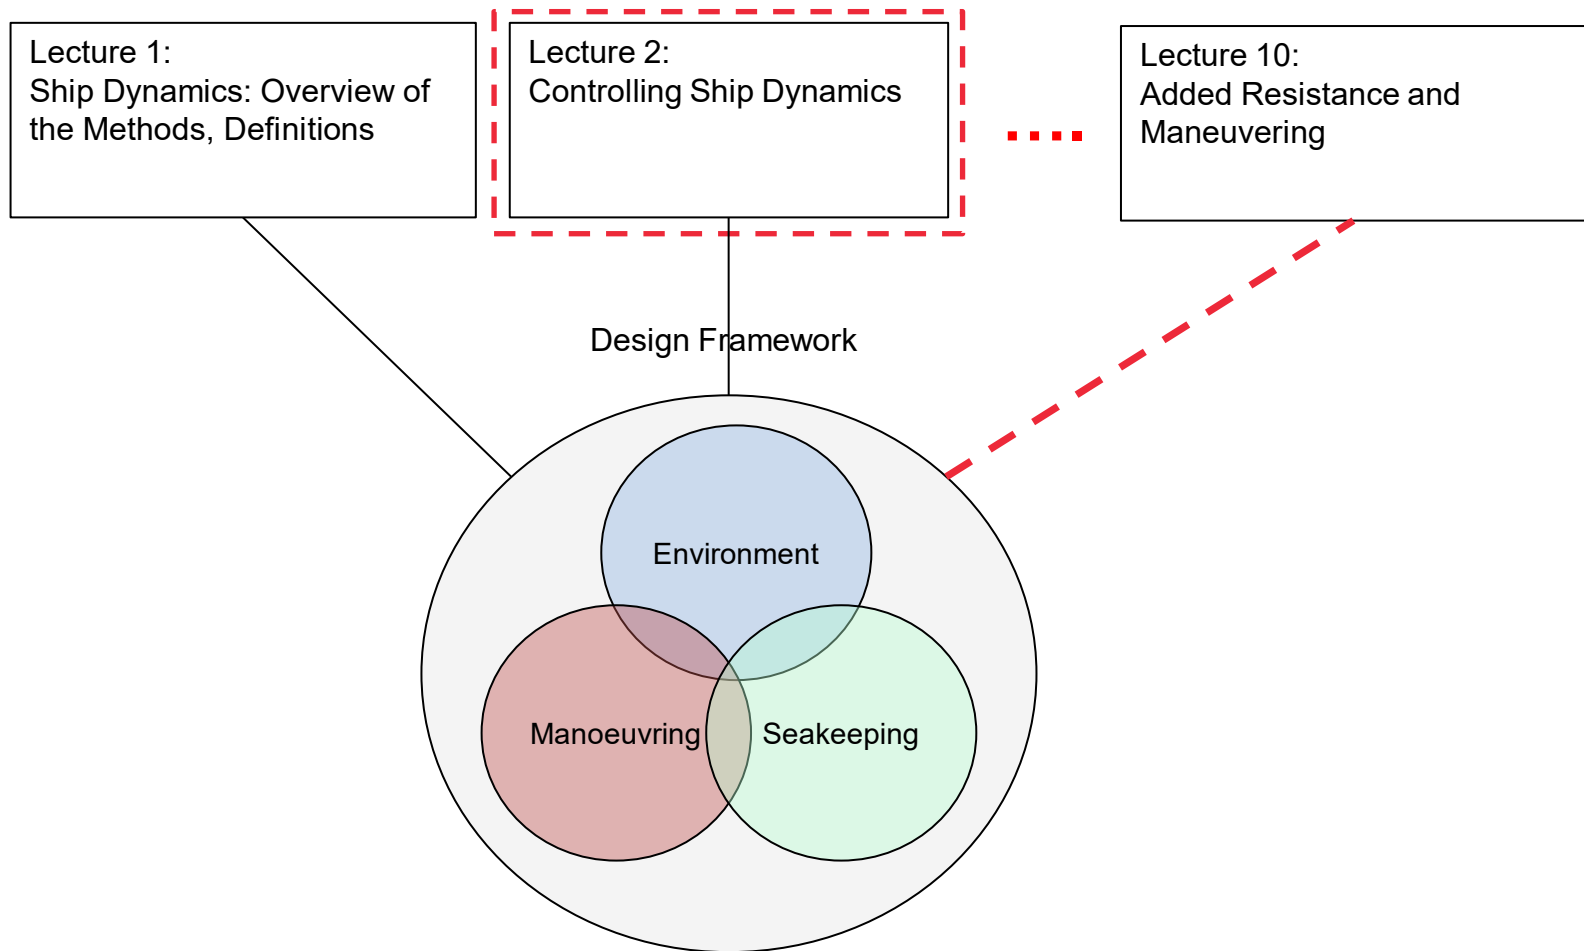 Lecture 1:
Ship Dynamics: Overview of
the Methods, Definitions
Lecture 2:
Controlling Ship Dynamics
Lecture 10:
Added Resistance and
Maneuvering
Design Framework
Environment
Manoeuvring
Seakeeping